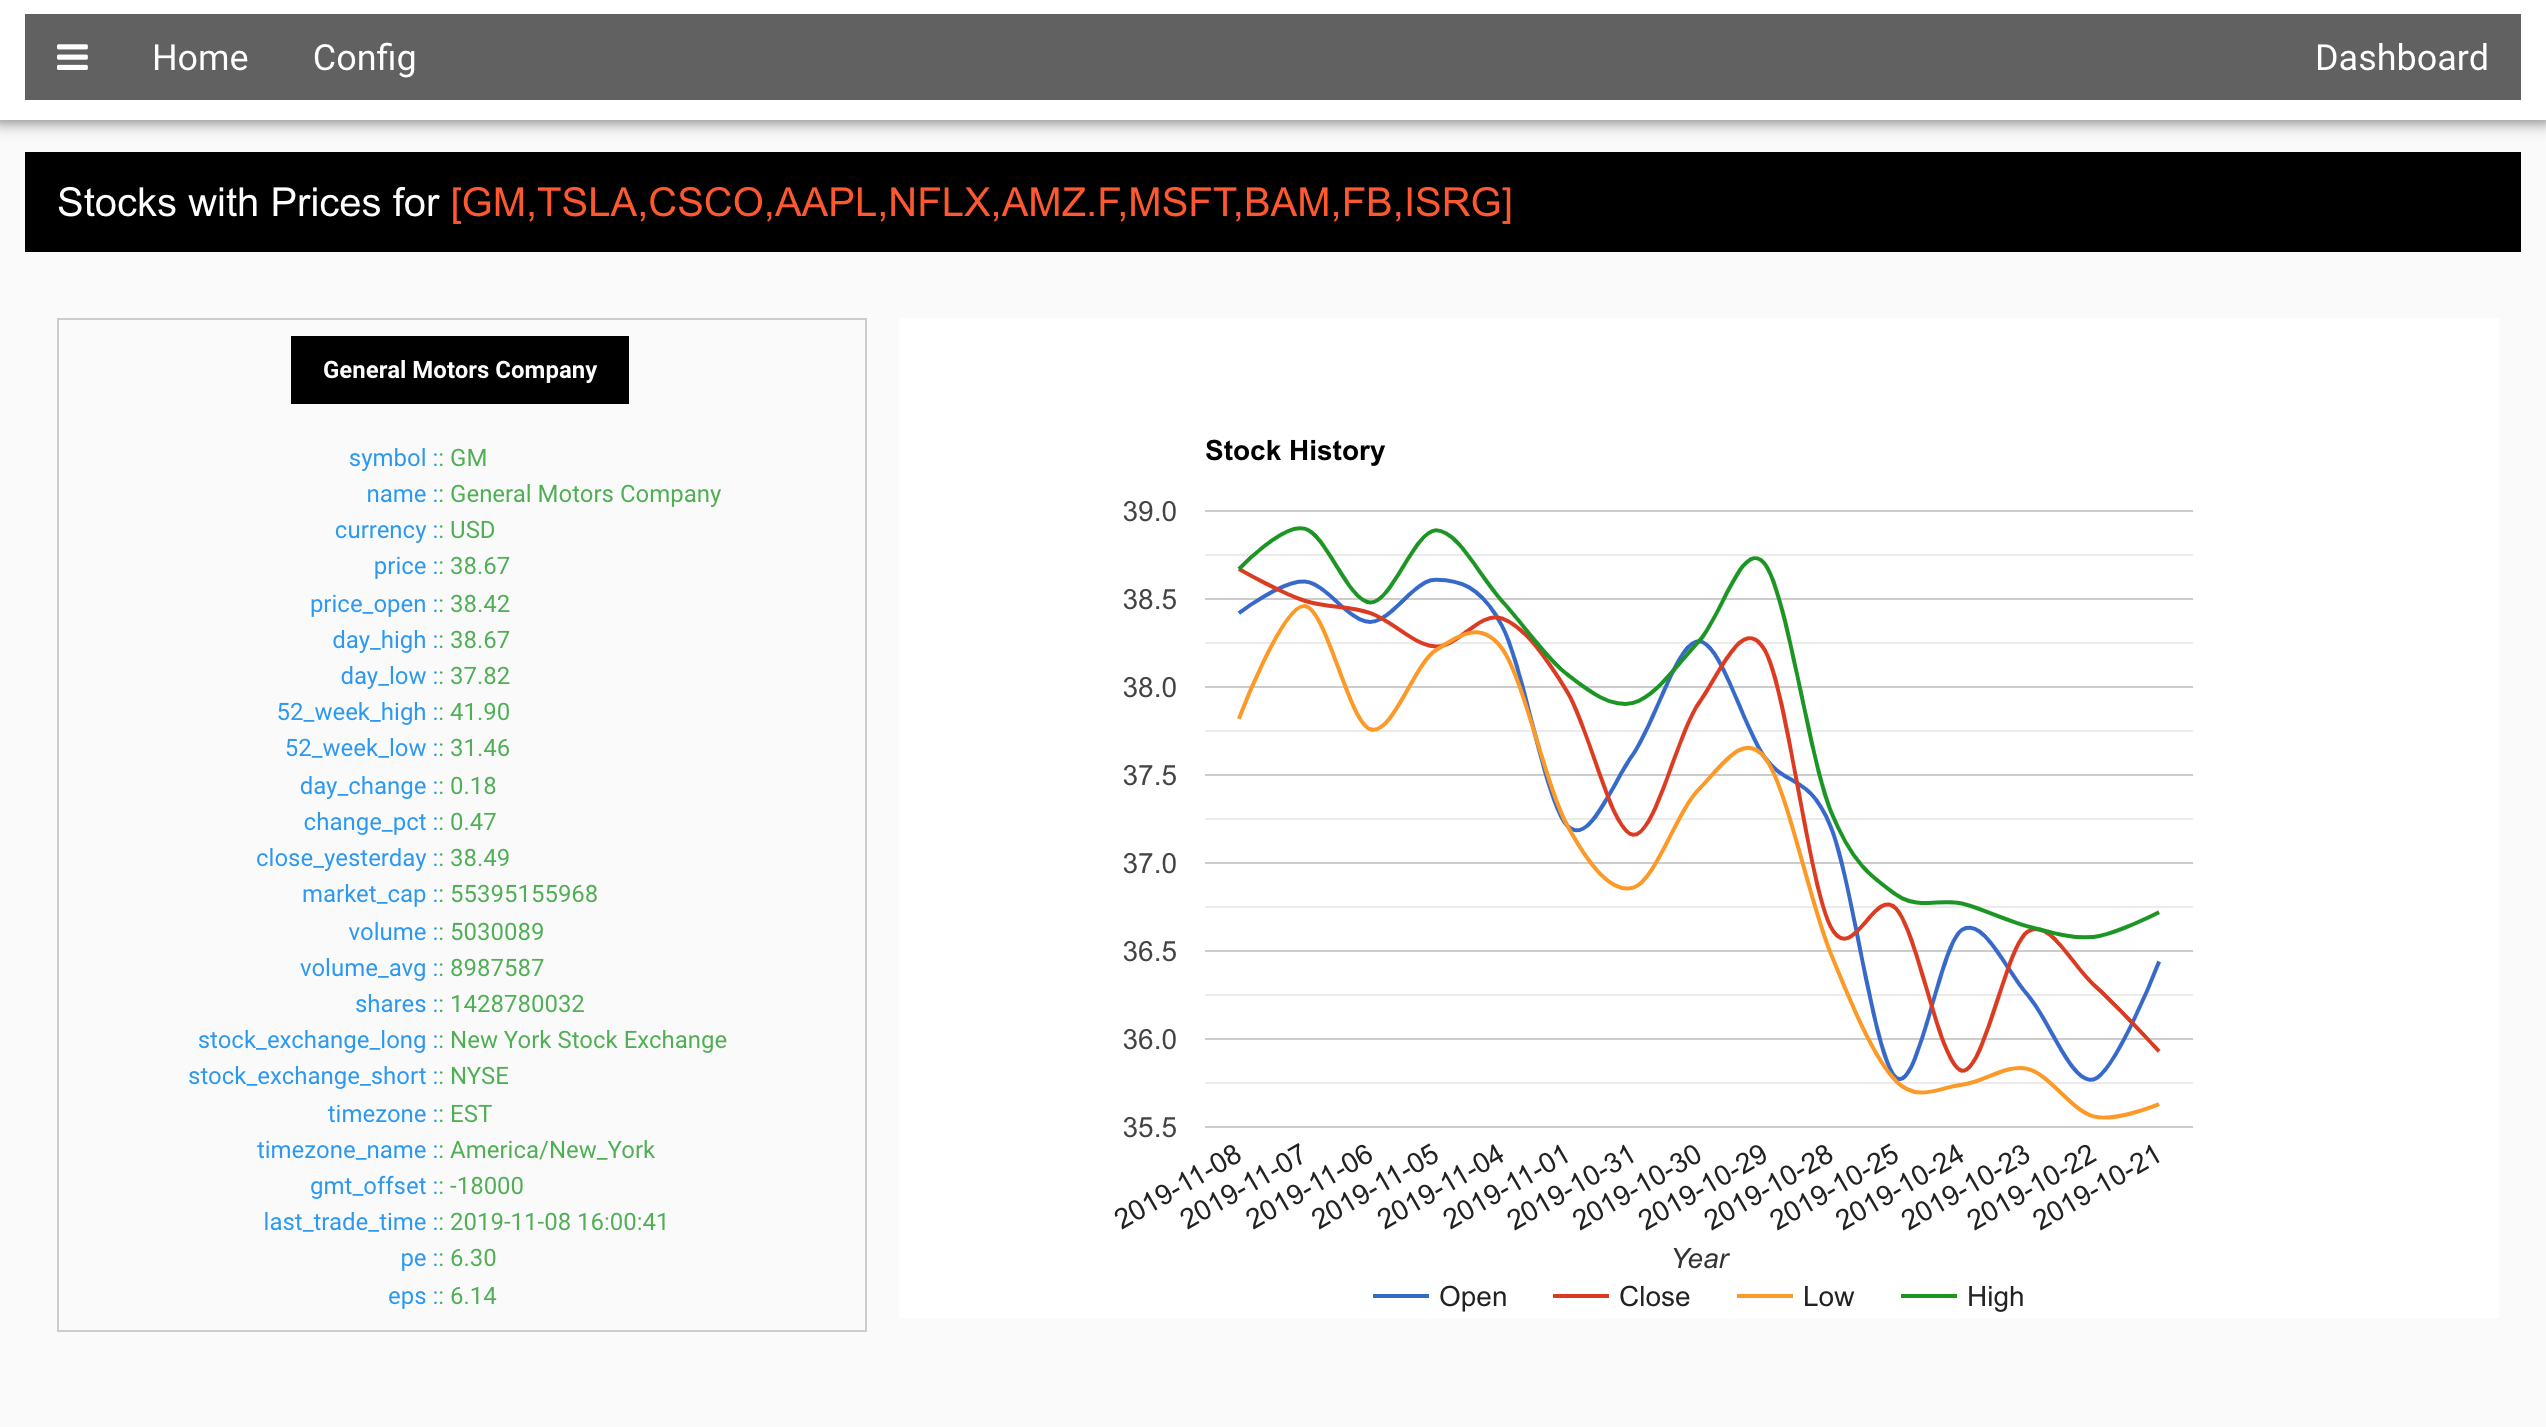 Home Config Dashboard
Stocks with Prices for [GM,TSLA,CSCO,AAPL,NFLX,AMZ.F,MSFT,BAM,FB,ISRG]
General Motors Company
symbol :: GM
name :: General Motors Company
currency :: USD
price :: 38.67
price_open :: 38.42
day_high :: 38.67
day_low :: 37.82
52_week_high :: 41.90
52_week_low :: 31.46
day_change :: 0.18
change_pct :: 0.47
close_yesterday :: 38.49
market_cap :: 55395155968
volume :: 5030089
volume_avg :: 8987587
shares :: 1428780032
stock_exchange_long :: New York Stock Exchange
stock_exchange_short :: NYSE
timezone :: EST
timezone_name :: America/New_York
gmt_offset :: -18000
last_trade_time :: 2019-11-08 16:00:41
pe :: 6.30
eps :: 6.14
Stock History
39.0
38.5
38.0
37.5
37.0
36.5
36.0
35.5
2019-11-08
2019-11-07
2019-11-06
2019-11-05
2019-11-04
2019-11-01
2019-10-31
2019-10-30
2019-10-29
2019-10-28
2019-10-25
2019-10-24
2019-10-23
2019-10-22
2019-10-21
Year
Open Close Low High